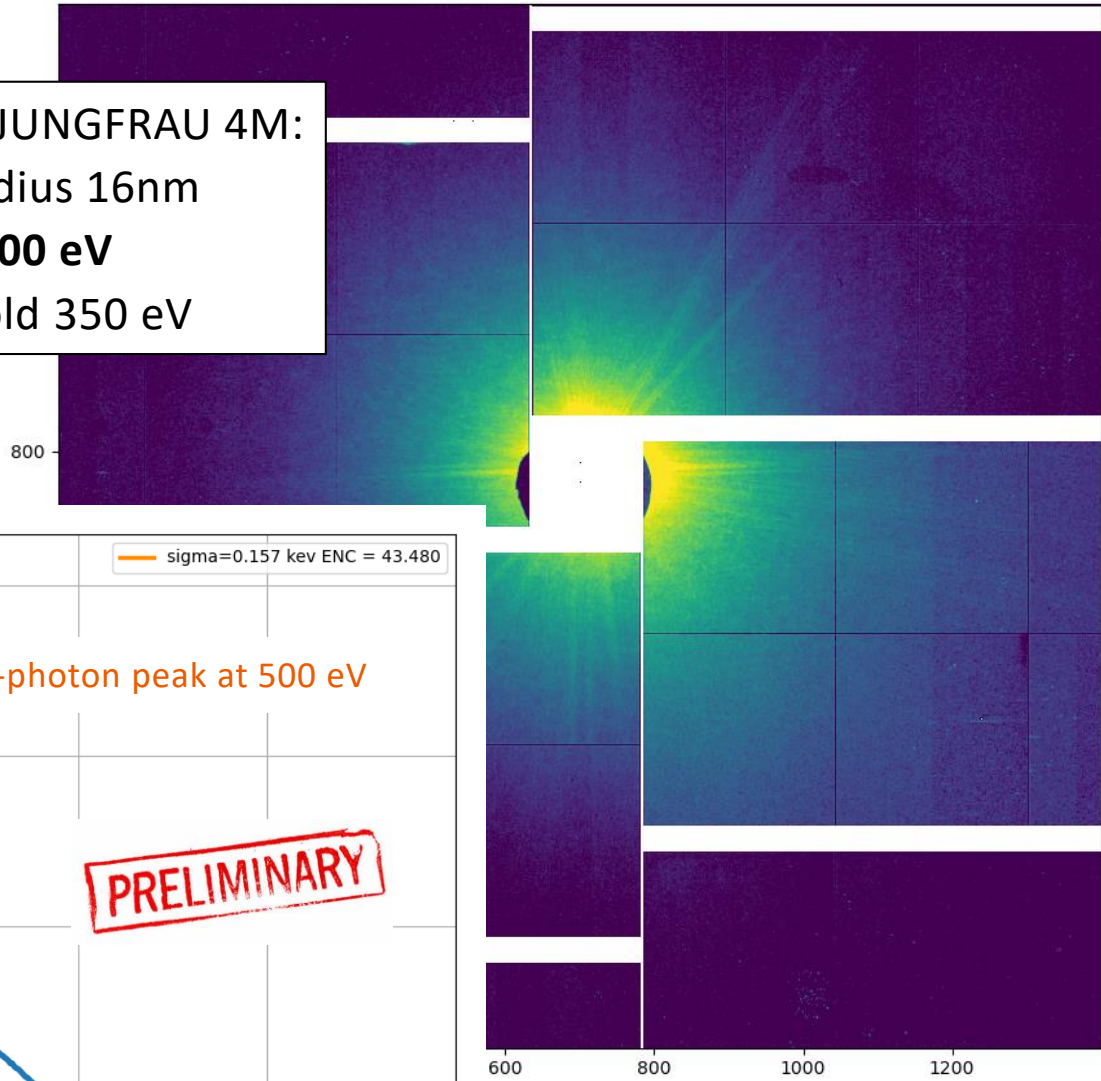 JUNGFRAU 4M:
dius 16nm
00 eV
old 350 eV
800
sigma=0.157 kev ENC = 43.480
-photon peak at 500 eV
PRELIMINARY
600 800 1000 1200